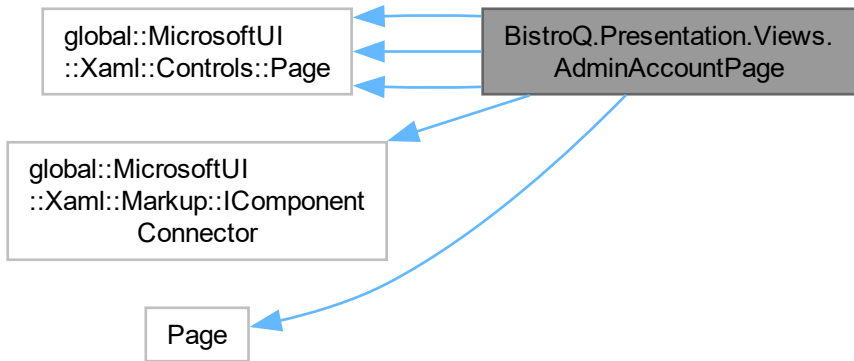 global::MicrosoftUI
::Xaml::Controls::Page
BistroQ.Presentation.Views.
AdminAccountPage
global::MicrosoftUI
::Xaml::Markup::IComponent
Connector
Page